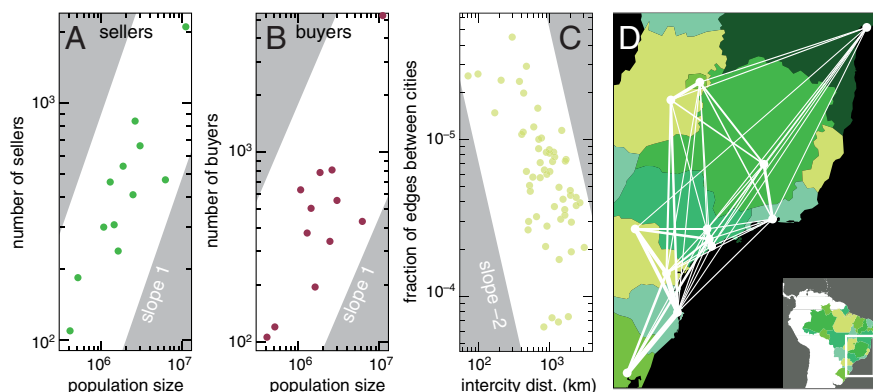 A sellers
number of sellers
10³
10²
slope 1
10⁶
10⁷
population size
B buyers
number of buyers
10³
10²
slope 1
10⁶
10⁷
population size
C
fraction of edges between cities
10⁻⁵
10⁻⁴
slope −2
10²
10³
intercity dist. (km)
D